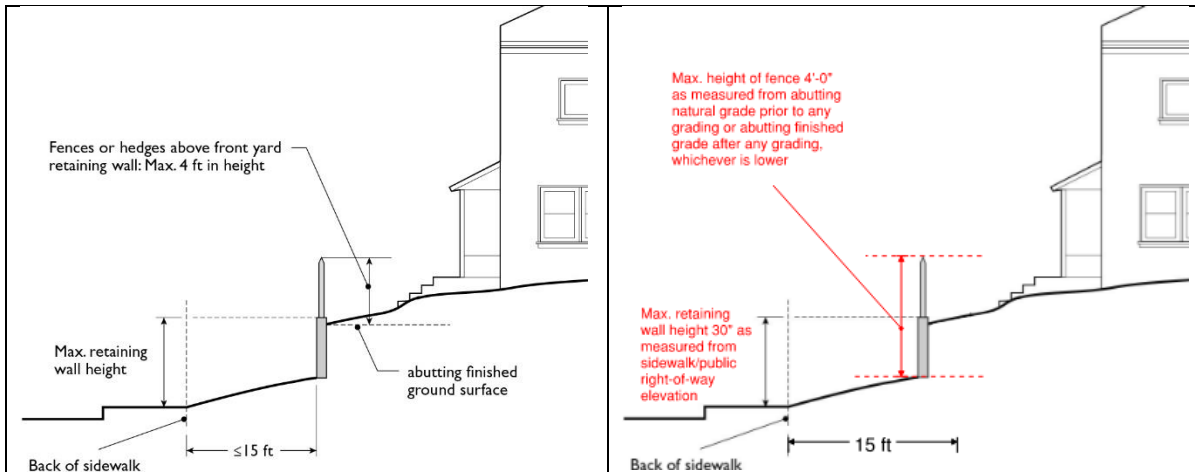 Fences or hedges above front yard
retaining wall: Max. 4 ft in height
Max. retaining
wall height
abutting finished
ground surface
≤15 ft
Back of sidewalk
Max. height of fence 4'-0"
as measured from abutting
natural grade prior to any
grading or abutting finished
grade after any grading,
whichever is lower
Max. retaining
wall height 30" as
measured from
sidewalk/public
right-of-way
elevation
15 ft
Back of sidewalk